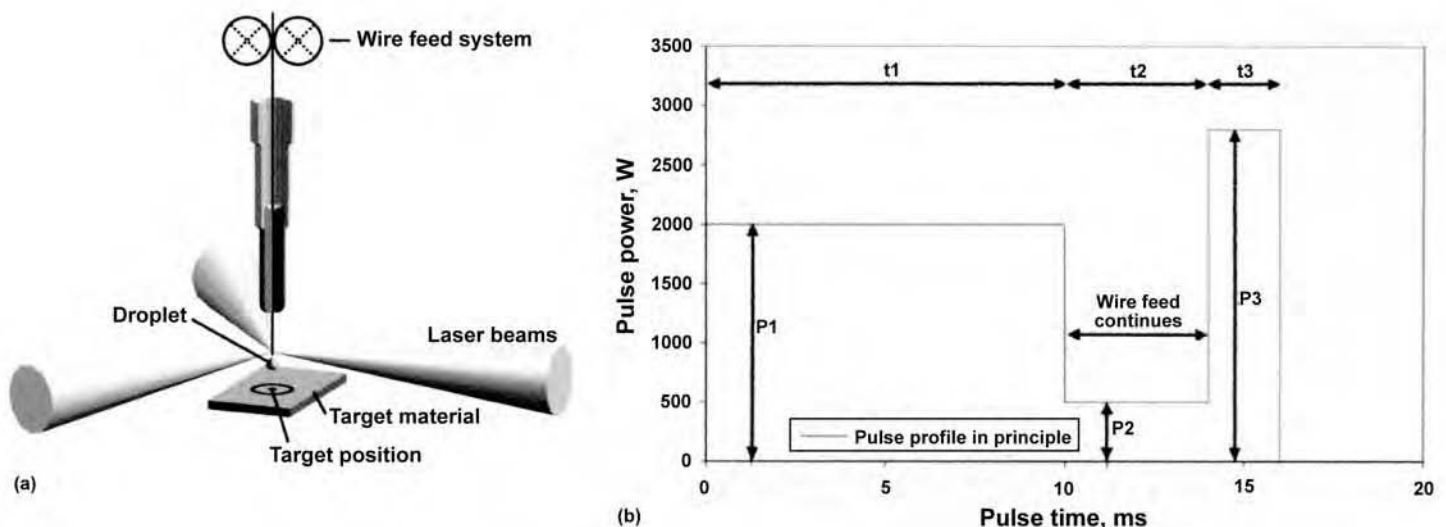 Wire feed system
Droplet
Laser beams
Target material
Target position
(a)
Pulse power, W
3500
3000
2500
2000
1500
1000
500
0
t1
t2
t3
P1
Wire feed
continues
P3
P2
Pulse profile in principle
0
5
10
15
20
Pulse time, ms
(b)